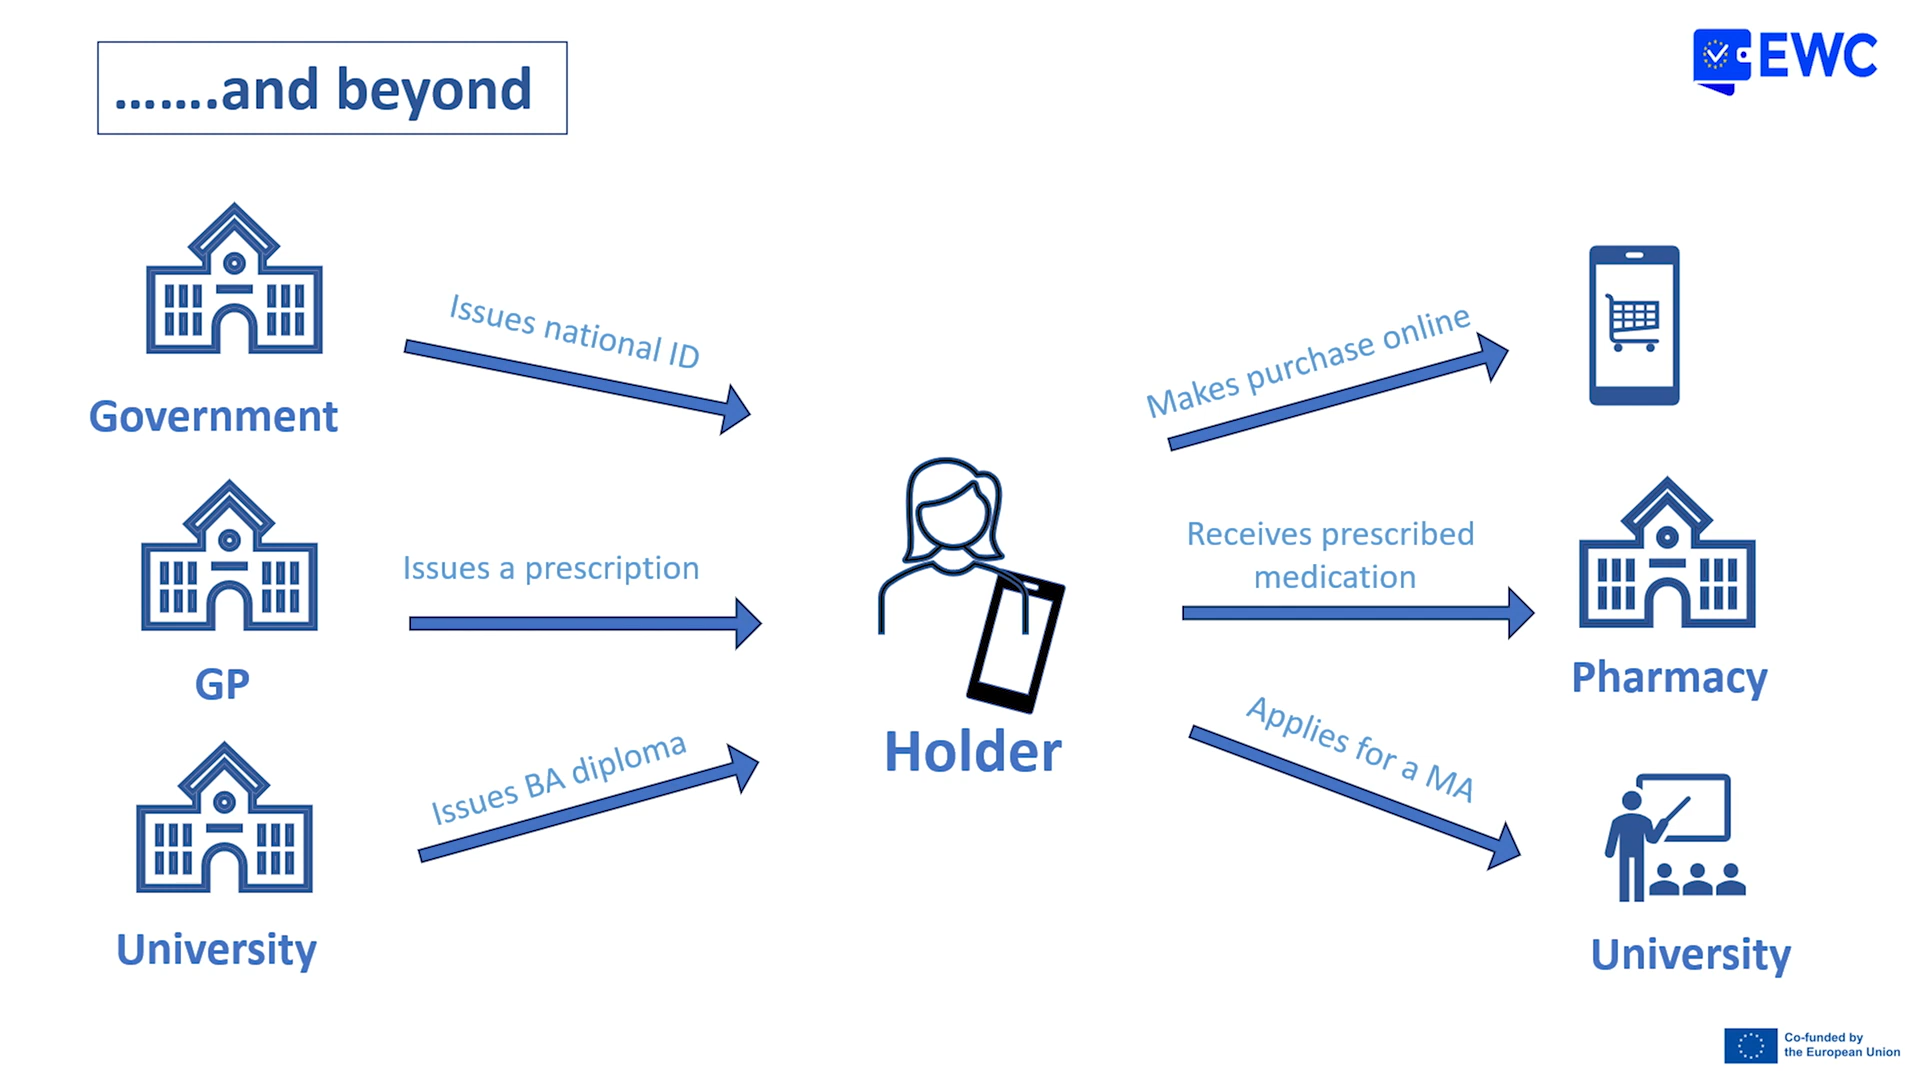 .......and beyond
EWC
Issues national ID
Government
Issues a prescription
GP
Issues BA diploma
University
Holder
Makes purchase online
Receives prescribed
medication
Pharmacy
Applies for a MA
University
Co-funded by
the European Union